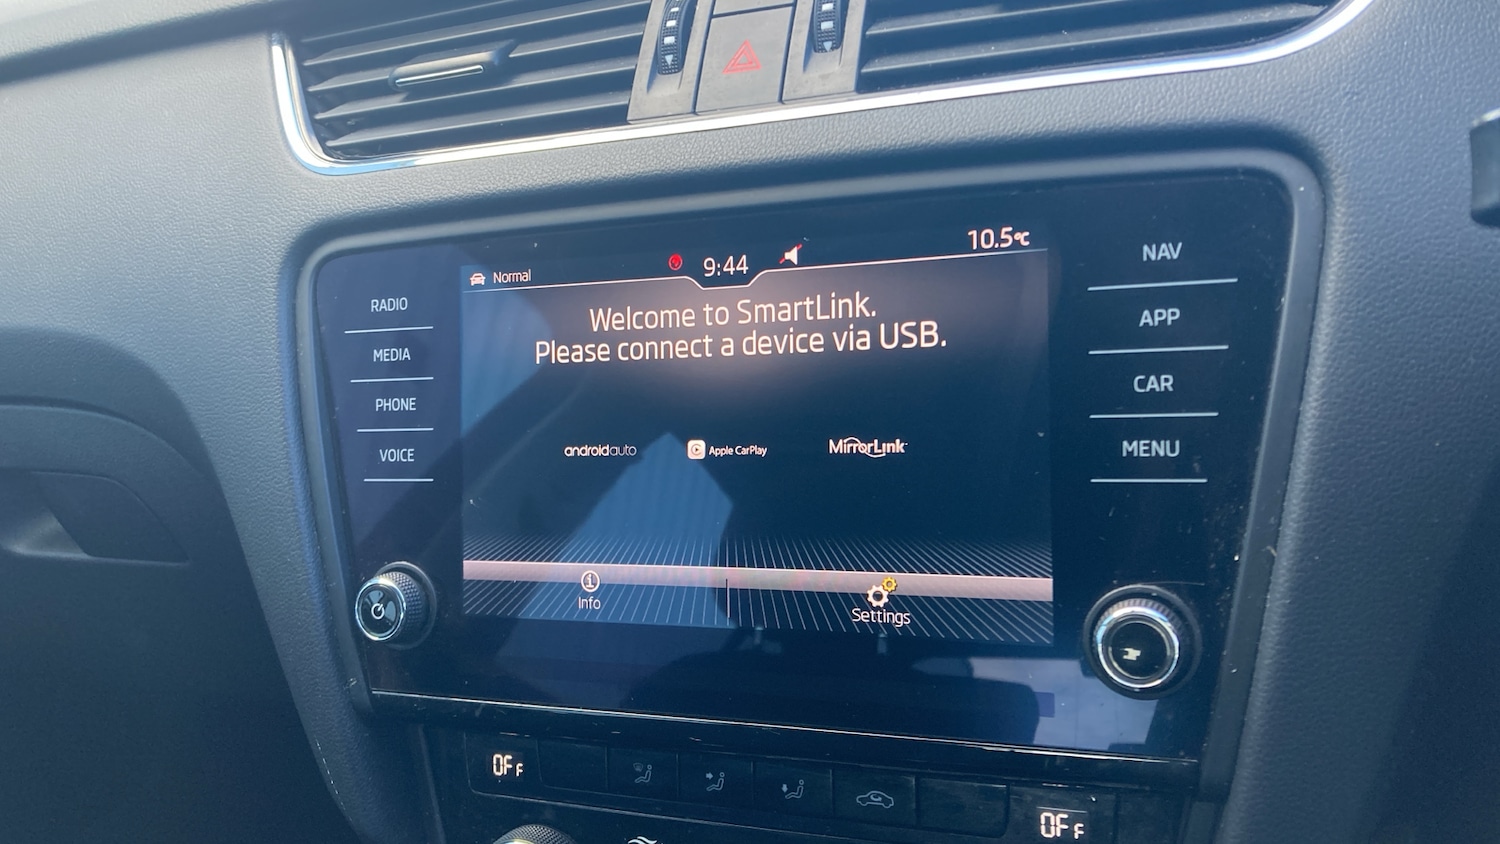 Normal
9:44
10.5°C
Welcome to SmartLink.
Please connect a device via USB.
androidauto
Apple CarPlay
MirrorLink
Info
Settings
RADIO
MEDIA
PHONE
VOICE
NAV
APP
CAR
MENU
OFF
OFF